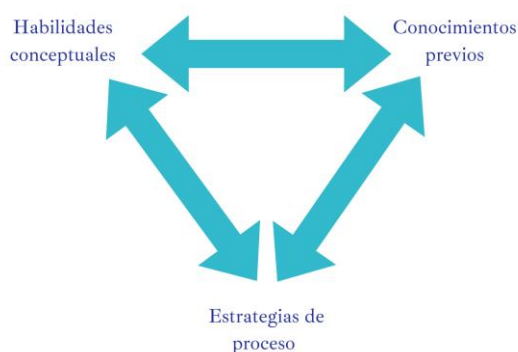 Habilidades
conceptuales
Conocimientos
previos
Estrategias de
proceso